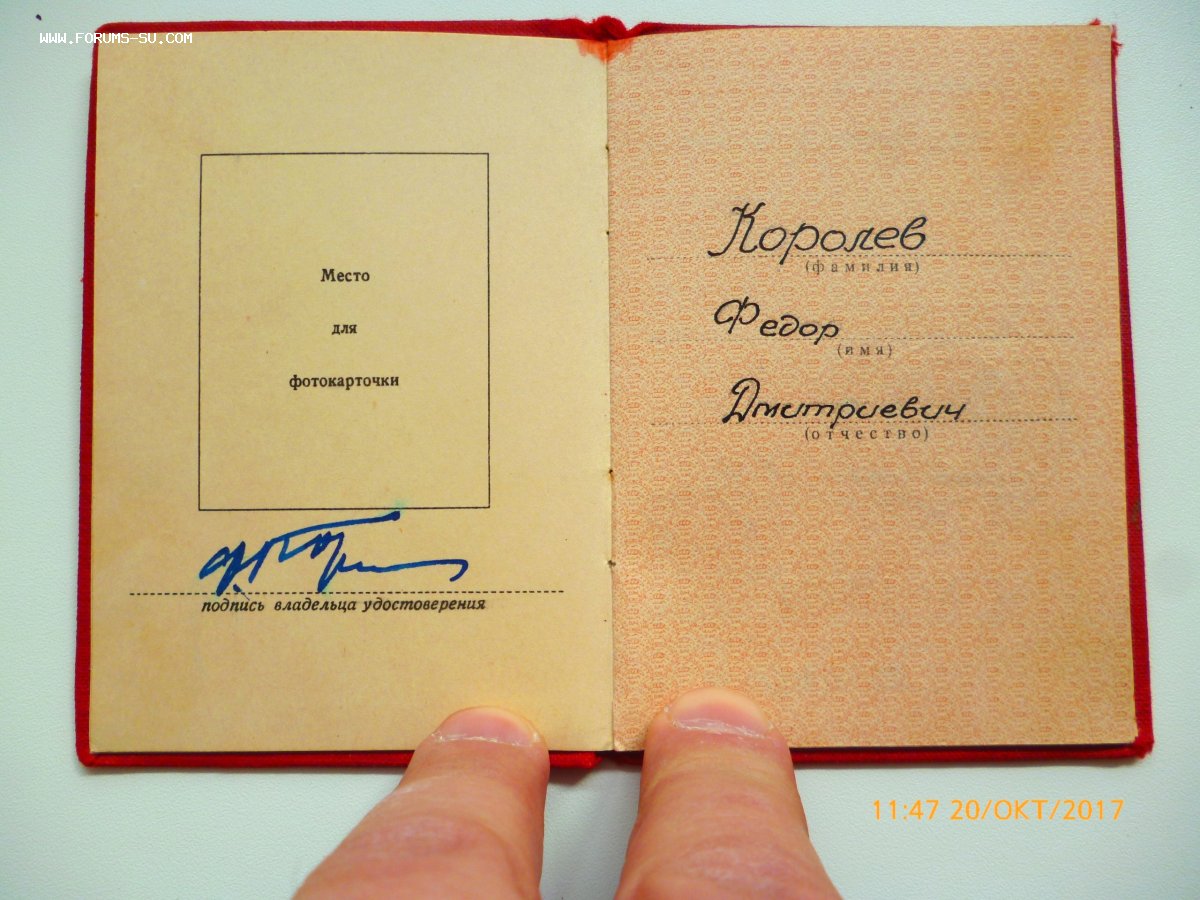 www.FORUMS-SU.COM
Место
для
фотокарточки
подпись владельца удостоверения
Королев
(фамилия)
Федор
(имя)
Дмитриевич
(отчество)
11:47 20/ОКТ/2017